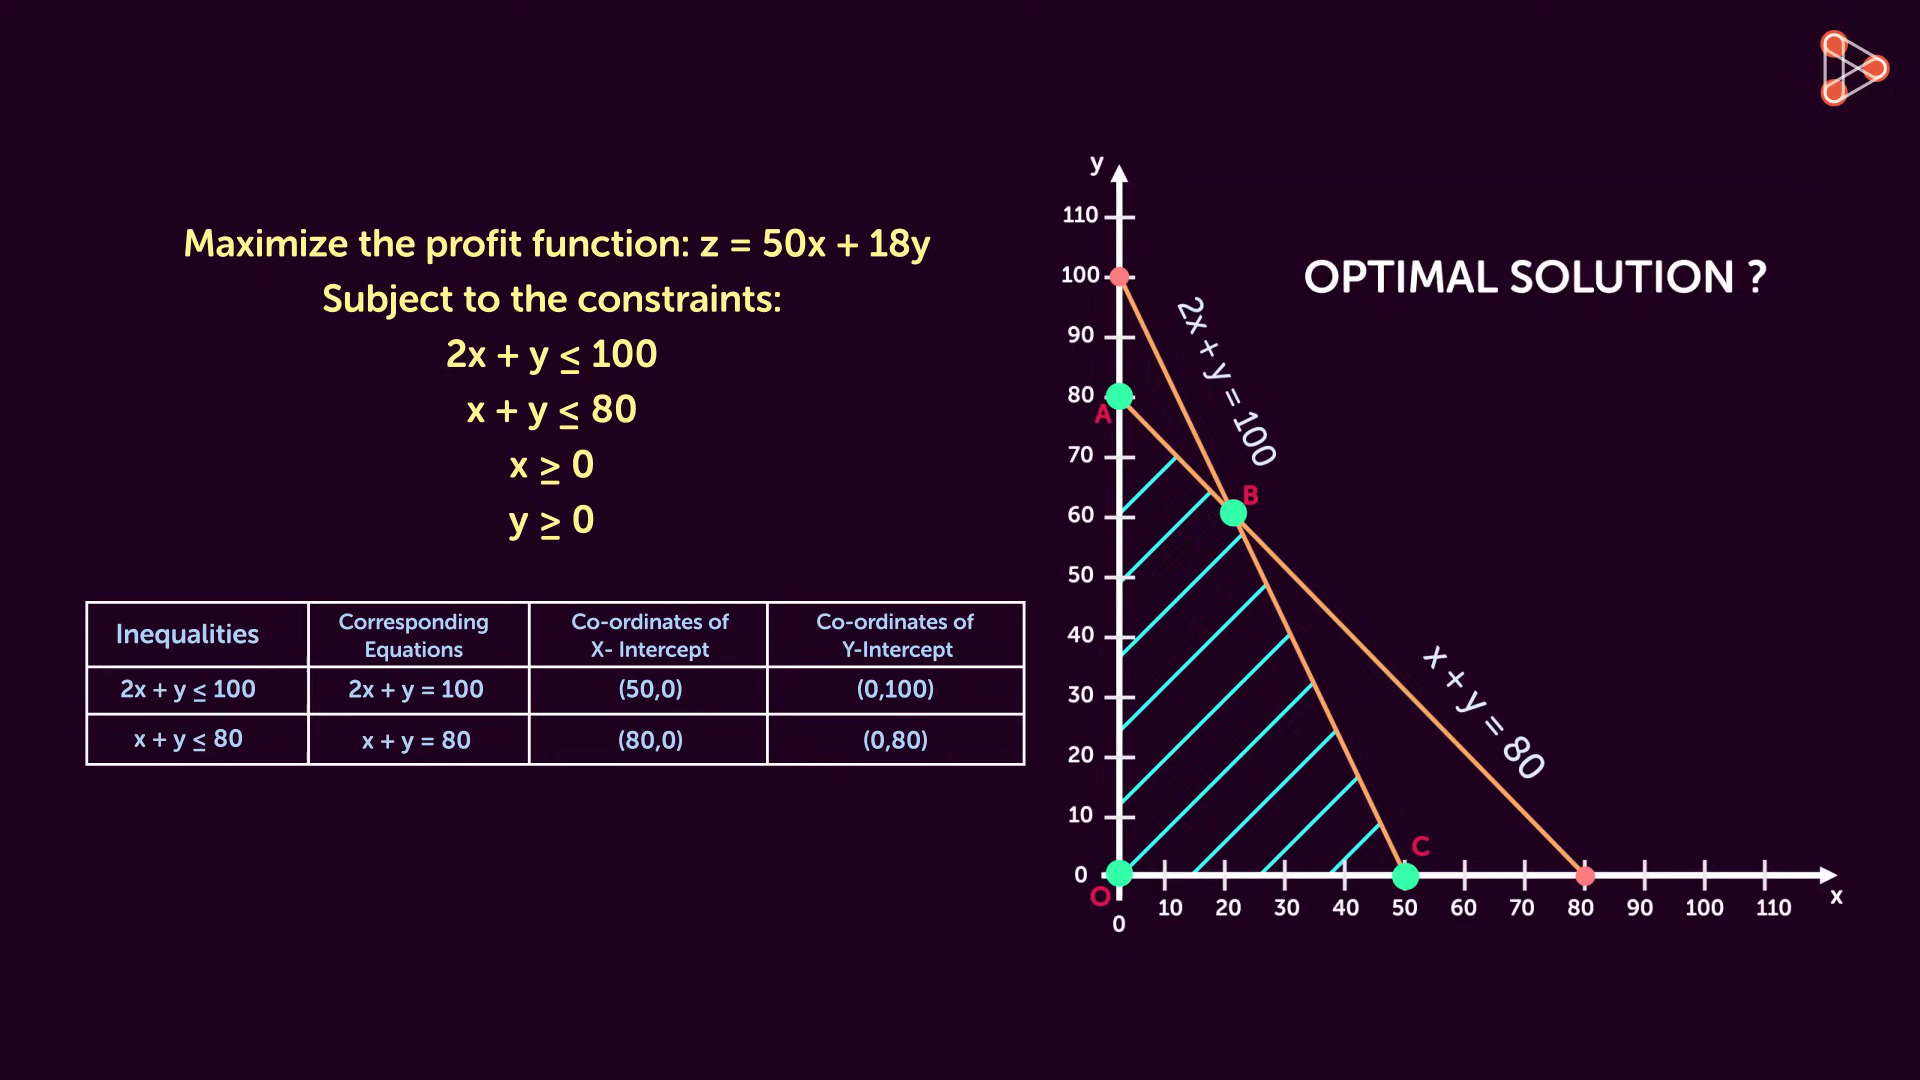 Maximize the profit function: z = 50x + 18y
Subject to the constraints:
2x + y ≤ 100
x + y ≤ 80
x ≥ 0
y ≥ 0
Inequalities
Corresponding
Equations
Co-ordinates of
X- Intercept
Co-ordinates of
Y-Intercept
2x + y ≤ 100
2x + y = 100
(50,0)
(0,100)
x + y ≤ 80
x + y = 80
(80,0)
(0,80)
OPTIMAL SOLUTION ?
y
110
100
90
80
A
70
60
50
40
30
20
10
0
O
2x + y = 100
B
x + y = 80
C
x
0
10
20
30
40
50
60
70
80
90
100
110